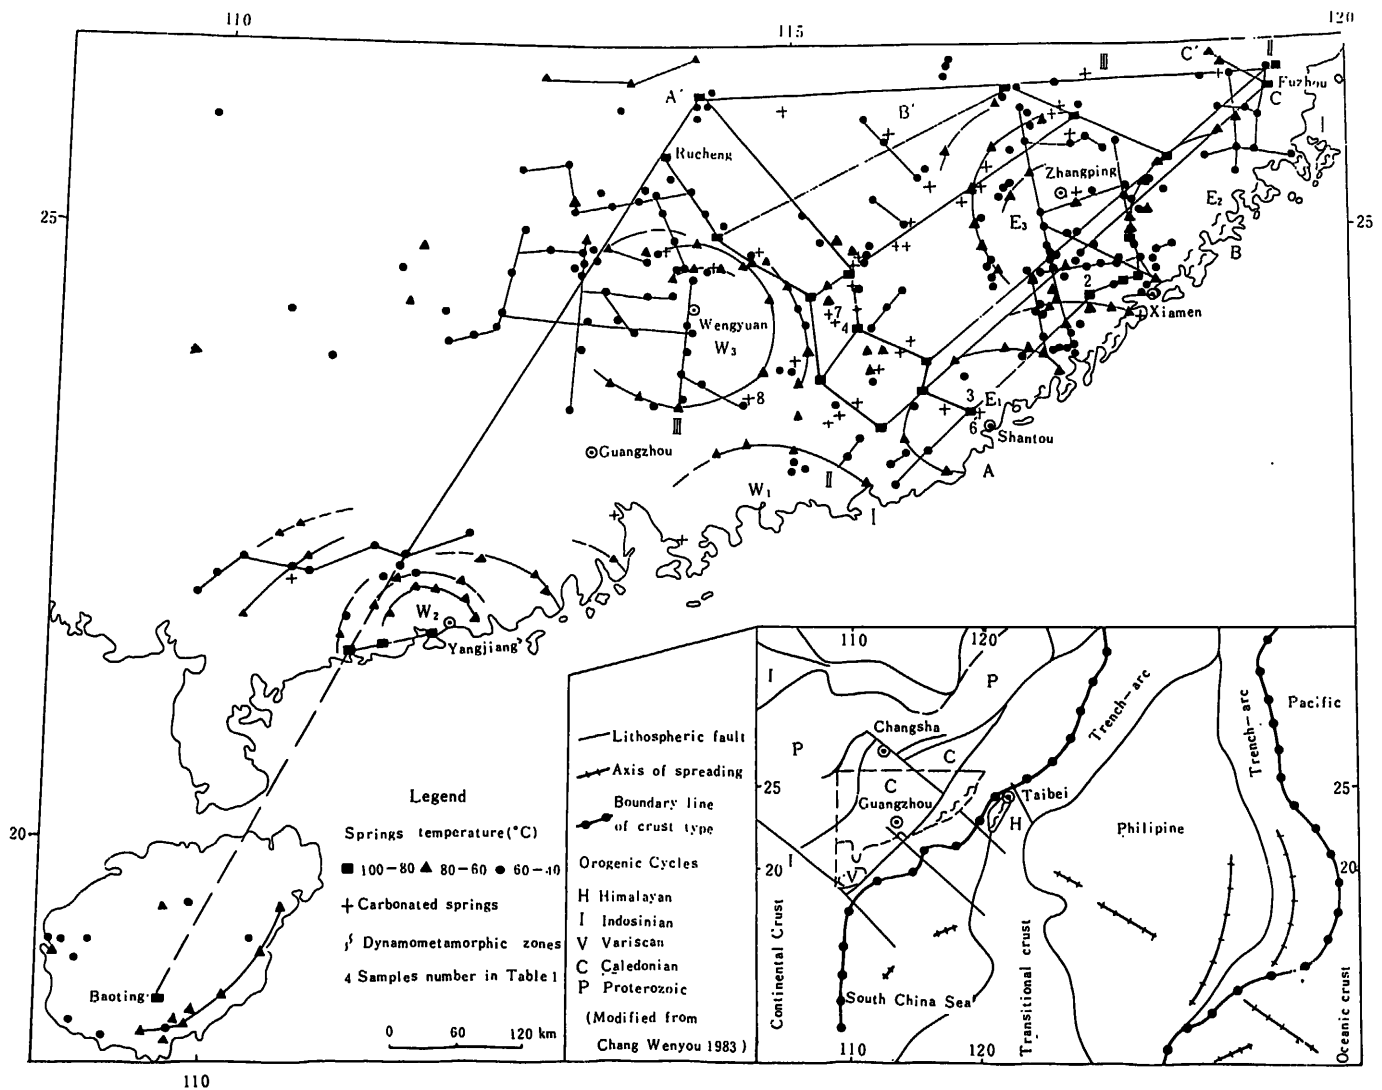 110
115
120
C'
Fuzhou
C
A'
B'
Rucheng
Zhangping
25
25
E3
E2
B
2
Xiamen
Wengyuan
W3
7
4
8
3
E1
6
Shantou
Guangzhou
A
II
I
W1
W2
Yangjiang
20
Baoting
110
Legend
Springs temperature(°C)
100-80
80-60
60-40
Carbonated springs
Dynamometamorphic zones
4 Samples number in Table 1
0 60 120 km
Lithospheric fault
Axis of spreading
Boundary line
of crust type
Orogenic Cycles
H Himalayan
I Indosinian
V Variscan
C Caledonian
P Proterozoic
(Modified from
Chang Wenyou 1983)
110
120
I
P
Trench-arc
Trench-arc
Pacific
Changsha
P
C
C
25
25
Guangzhou
Taibei
H
Philipine
I
V
20
20
Continental Crust
South China Sea
Transitional crust
Oceanic crust
110
120